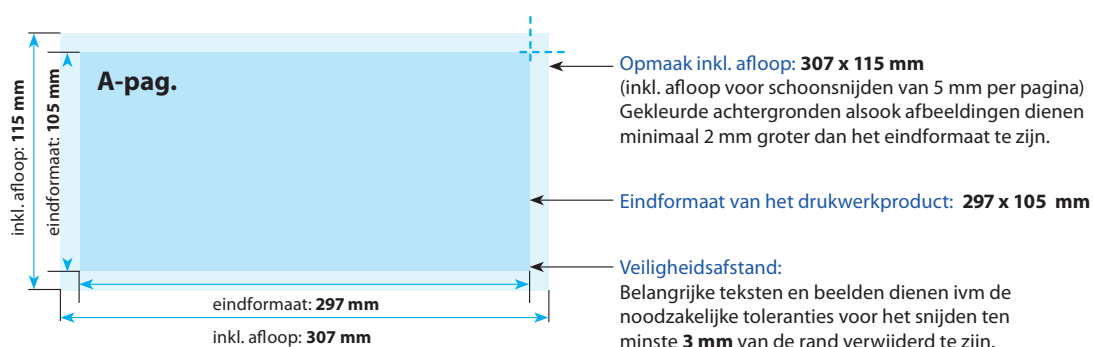 A-pag.
inkl. afloop: 115 mm
eindformaat: 105 mm
eindformaat: 297 mm
inkl. afloop: 307 mm
Opmaak inkl. afloop: 307 x 115 mm
(inkl. afloop voor schoonsnijden van 5 mm per pagina)
Gekleurde achtergronden alsook afbeeldingen dienen
minimaal 2 mm groter dan het eindformaat te zijn.
Eindformaat van het drukwerkproduct: 297 x 105 mm
Veiligheidsafstand:
Belangrijke teksten en beelden dienen ivm de
noodzakelijke toleranties voor het snijden ten
minste 3 mm van de rand verwijderd te zijn.